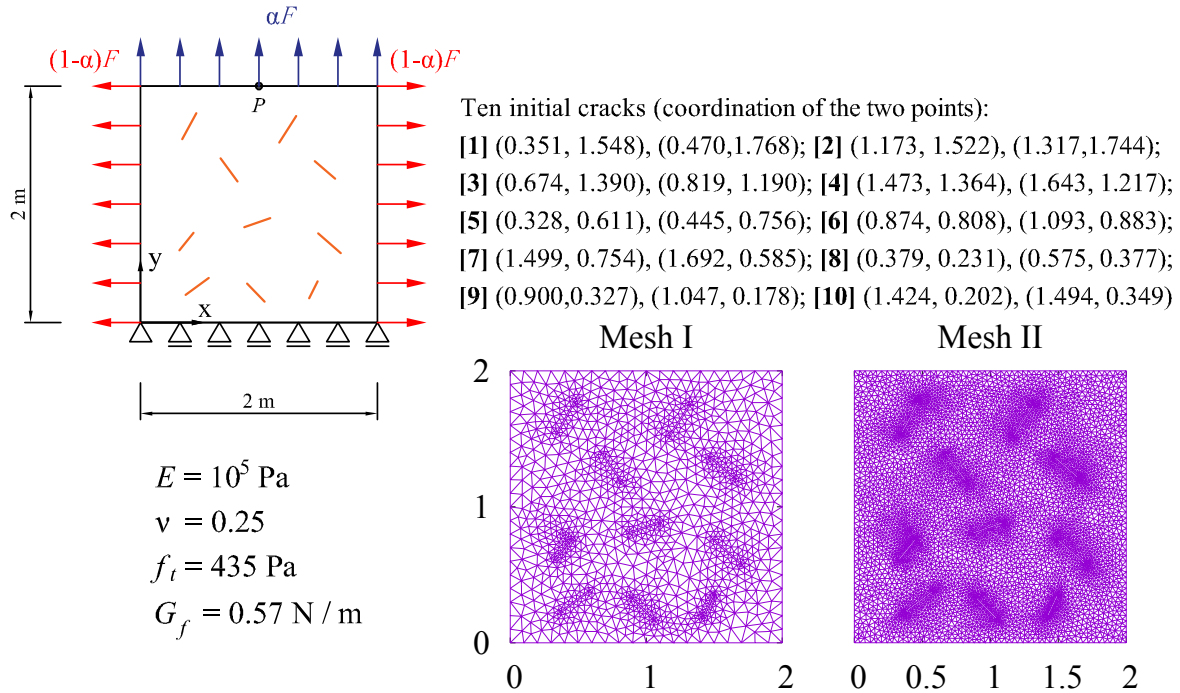 αF
(1-α)F (1-α)F
P
2 m
y
x
2 m
E = 10⁵ Pa
ν = 0.25
fₜ = 435 Pa
G_f = 0.57 N / m
Ten initial cracks (coordination of the two points):
[1] (0.351, 1.548), (0.470,1.768); [2] (1.173, 1.522), (1.317,1.744);
[3] (0.674, 1.390), (0.819, 1.190); [4] (1.473, 1.364), (1.643, 1.217);
[5] (0.328, 0.611), (0.445, 0.756); [6] (0.874, 0.808), (1.093, 0.883);
[7] (1.499, 0.754), (1.692, 0.585); [8] (0.379, 0.231), (0.575, 0.377);
[9] (0.900,0.327), (1.047, 0.178); [10] (1.424, 0.202), (1.494, 0.349)
Mesh I Mesh II
2
1
0
0 1 2 0 0.5 1 1.5 2